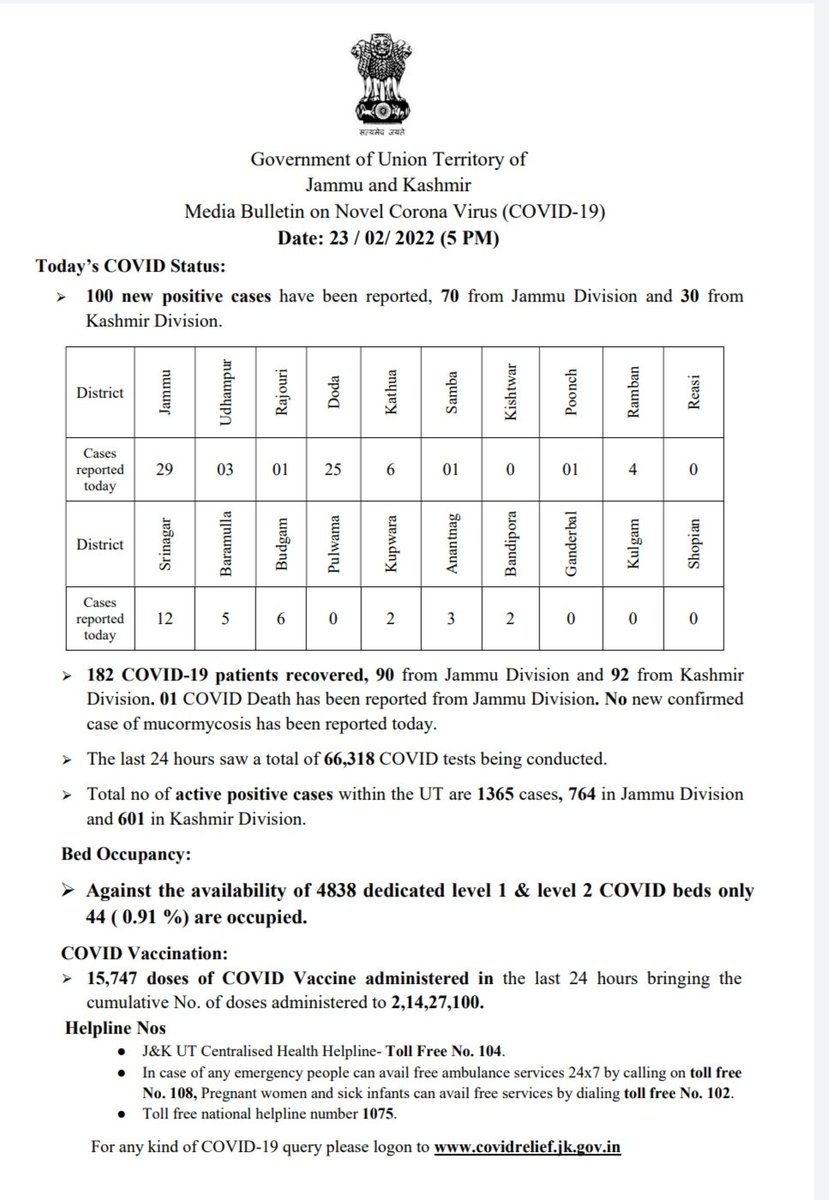 सत्यमेव जयते
Government of Union Territory of
Jammu and Kashmir
Media Bulletin on Novel Corona Virus (COVID-19)
Date: 23 / 02/ 2022 (5 PM)
Today's COVID Status:
➢ 100 new positive cases have been reported, 70 from Jammu Division and 30 from
Kashmir Division.
District Jammu Udhampur Rajouri Doda Kathua Samba Kishtwar Poonch Ramban Reasi
Cases
reported
today 29 03 01 25 6 01 0 01 4 0
District Srinagar Baramulla Budgam Pulwama Kupwara Anantnag Bandipora Ganderbal Kulgam Shopian
Cases
reported
today 12 5 6 0 2 3 2 0 0 0
➢ 182 COVID-19 patients recovered, 90 from Jammu Division and 92 from Kashmir
Division. 01 COVID Death has been reported from Jammu Division. No new confirmed
case of mucormycosis has been reported today.
➢ The last 24 hours saw a total of 66,318 COVID tests being conducted.
➢ Total no of active positive cases within the UT are 1365 cases, 764 in Jammu Division
and 601 in Kashmir Division.
Bed Occupancy:
➢ Against the availability of 4838 dedicated level 1 & level 2 COVID beds only
44 ( 0.91 %) are occupied.
COVID Vaccination:
➢ 15,747 doses of COVID Vaccine administered in the last 24 hours bringing the
cumulative No. of doses administered to 2,14,27,100.
Helpline Nos
● J&K UT Centralised Health Helpline- Toll Free No. 104.
● In case of any emergency people can avail free ambulance services 24x7 by calling on toll free
No. 108, Pregnant women and sick infants can avail free services by dialing toll free No. 102.
● Toll free national helpline number 1075.
For any kind of COVID-19 query please logon to www.covidrelief.jk.gov.in